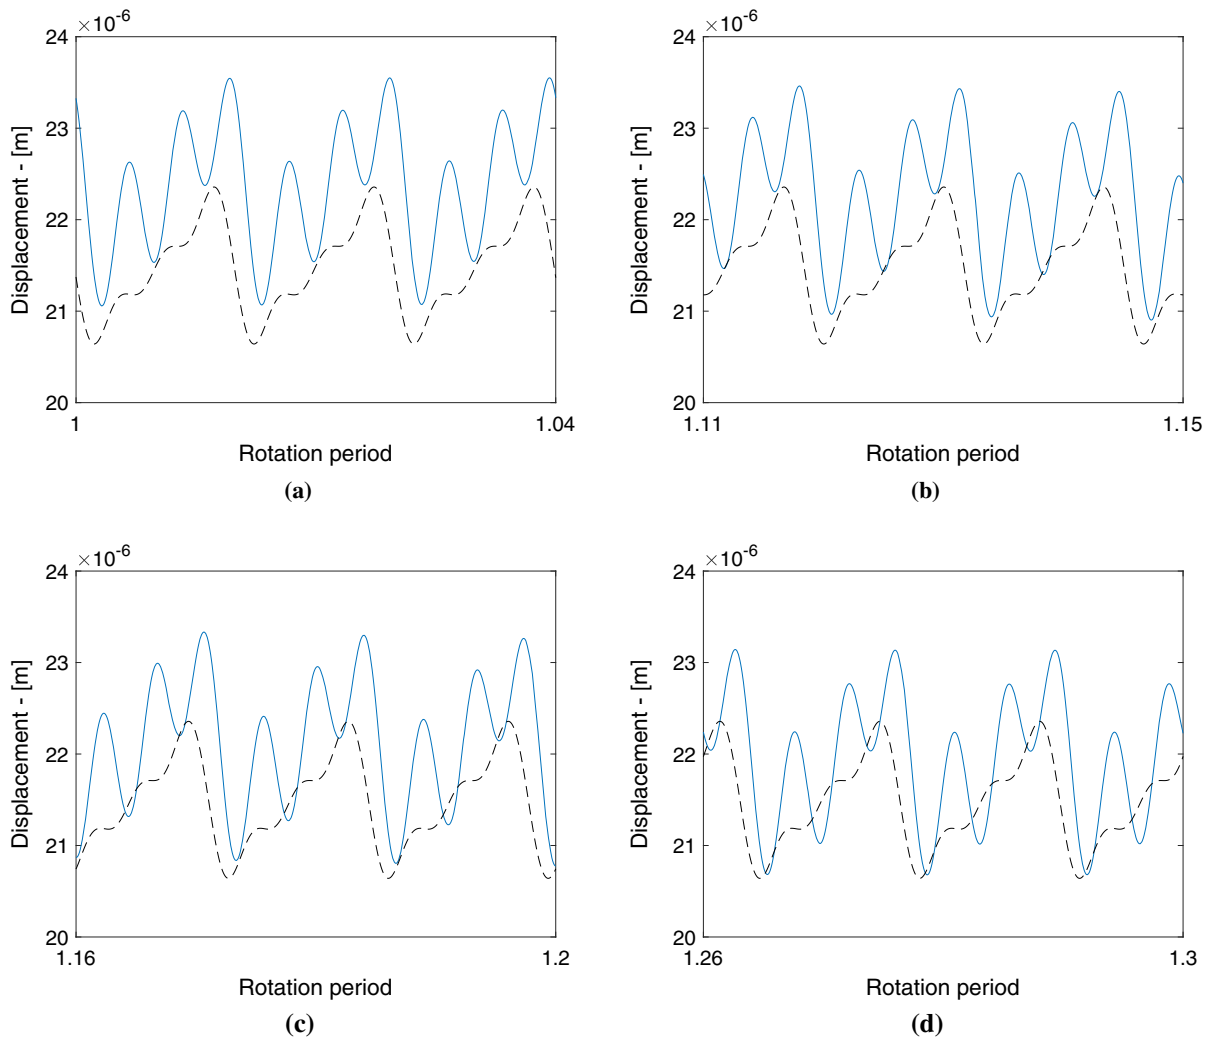 ×10-6
24
23
22
21
20
Displacement - [m]
1
1.04
Rotation period
(a)
×10-6
24
23
22
21
20
Displacement - [m]
1.11
1.15
Rotation period
(b)
×10-6
24
23
22
21
20
Displacement - [m]
1.16
1.2
Rotation period
(c)
×10-6
24
23
22
21
20
Displacement - [m]
1.26
1.3
Rotation period
(d)